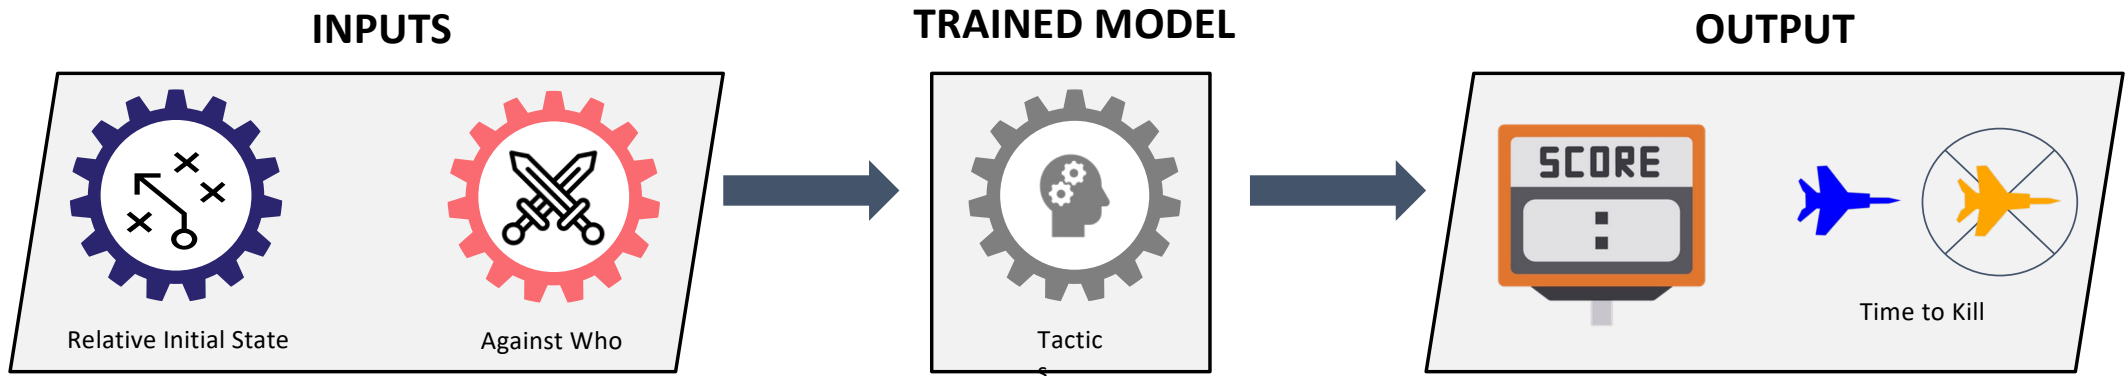 INPUTS
TRAINED MODEL
OUTPUT
SCORE
:
Relative Initial State
Against Who
Tactic
s
Time to Kill